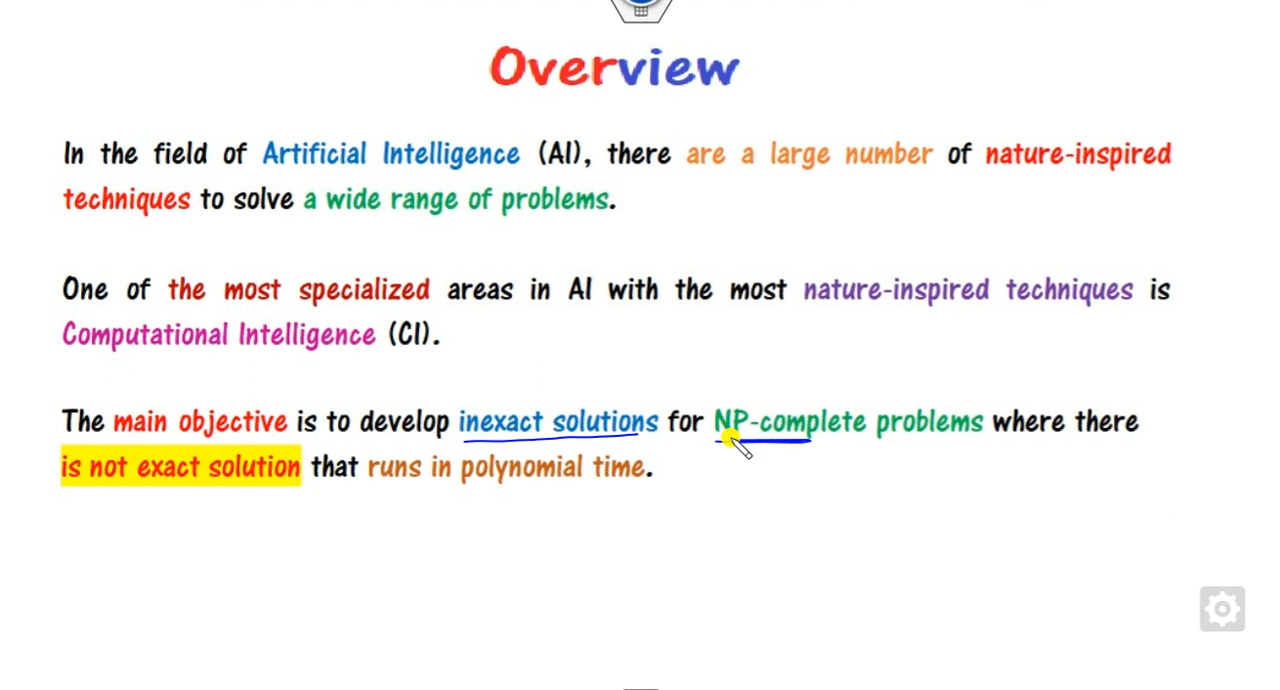 Overview
In the field of Artificial Intelligence (AI), there are a large number of nature-inspired
techniques to solve a wide range of problems.
One of the most specialized areas in AI with the most nature-inspired techniques is
Computational Intelligence (CI).
The main objective is to develop inexact solutions for NP-complete problems where there
is not exact solution that runs in polynomial time.